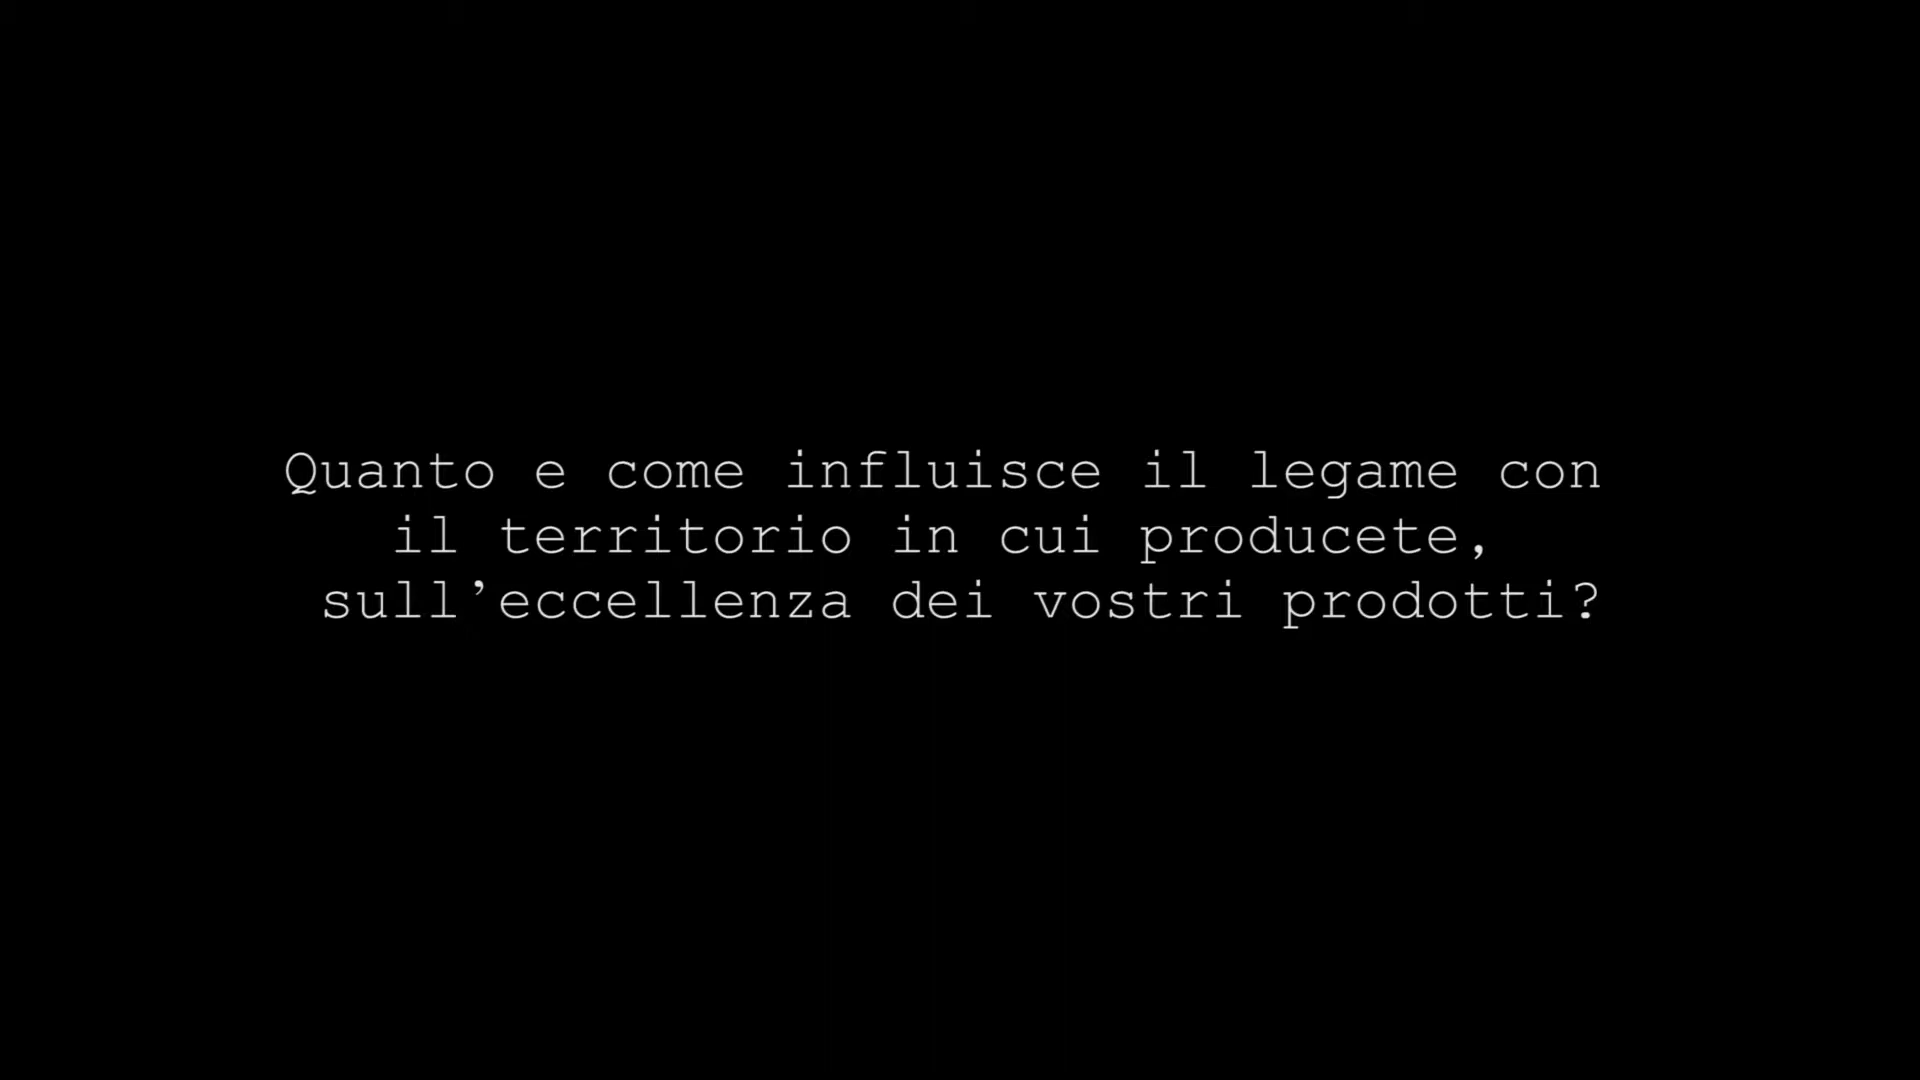 Quanto e come influisce il legame con
il territorio in cui producete,
sull’eccellenza dei vostri prodotti?